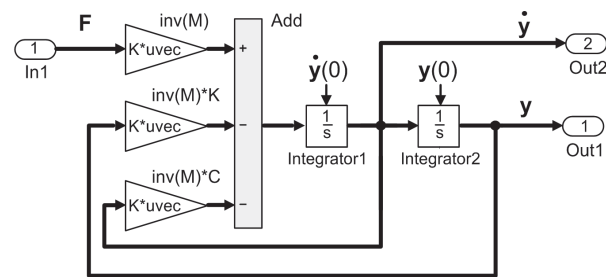 F
inv(M)
Add
ẏ
1
K*uvec
+
ẏ(0)
y(0)
2
In1
Out2
inv(M)*K
y
K*uvec
−
1/s
1/s
1
Integrator1
Integrator2
Out1
inv(M)*C
K*uvec
−